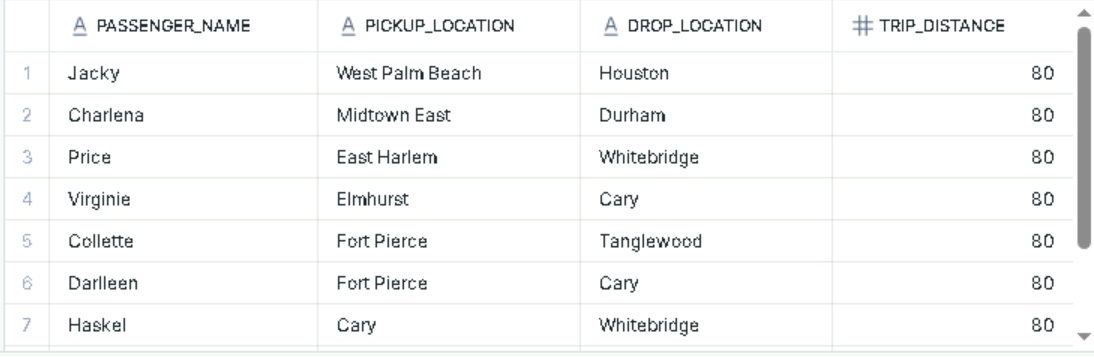 A PASSENGER_NAME A PICKUP_LOCATION A DROP_LOCATION # TRIP_DISTANCE
1 Jacky West Palm Beach Houston 80
2 Charlena Midtown East Durham 80
3 Price East Harlem Whitebridge 80
4 Virginie Elmhurst Cary 80
5 Collette Fort Pierce Tanglewood 80
6 Darlleen Fort Pierce Cary 80
7 Haskel Cary Whitebridge 80